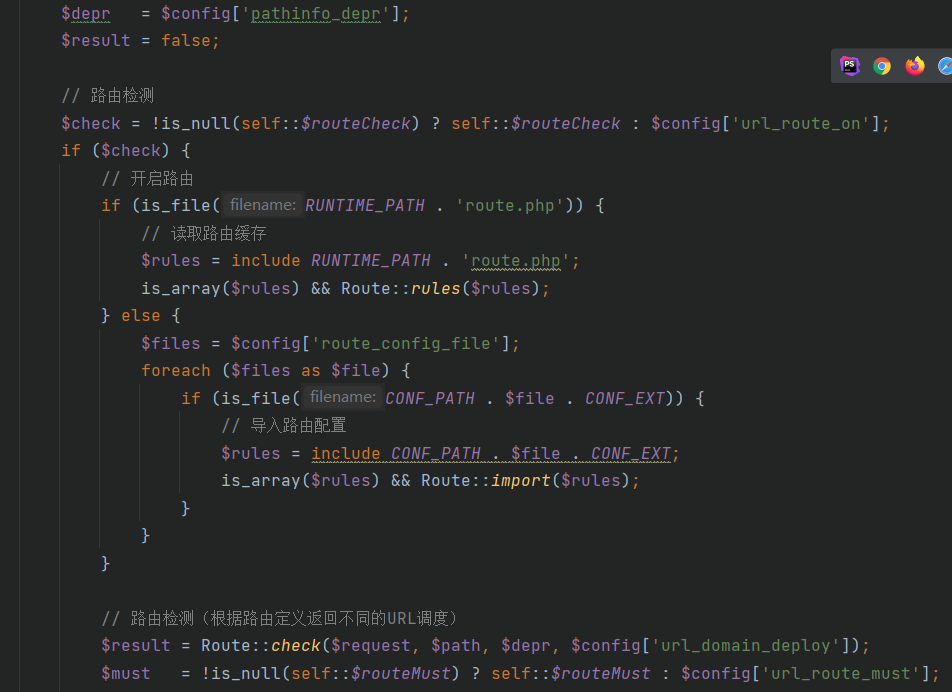 $depr   = $config['pathinfo_depr'];
$result = false;
PS
// 路由检测
$check = !is_null(self::$routeCheck) ? self::$routeCheck : $config['url_route_on'];
if ($check) {
    // 开启路由
    if (is_file( filename: RUNTIME_PATH . 'route.php')) {
        // 读取路由缓存
        $rules = include RUNTIME_PATH . 'route.php';
        is_array($rules) && Route::rules($rules);
    } else {
        $files = $config['route_config_file'];
        foreach ($files as $file) {
            if (is_file( filename: CONF_PATH . $file . CONF_EXT)) {
                // 导入路由配置
                $rules = include CONF_PATH . $file . CONF_EXT;
                is_array($rules) && Route::import($rules);
            }
        }
    }
    // 路由检测（根据路由定义返回不同的URL调度）
    $result = Route::check($request, $path, $depr, $config['url_domain_deploy']);
    $must   = !is_null(self::$routeMust) ? self::$routeMust : $config['url_route_must'];